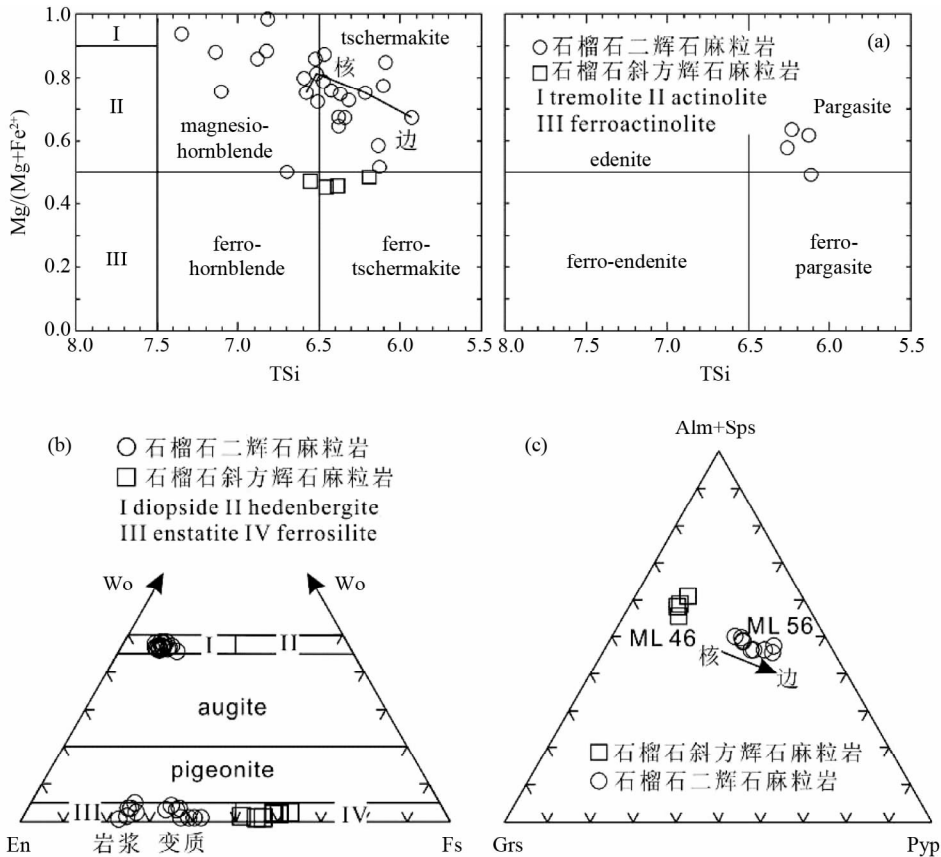 (a)
Mg/(Mg+Fe²⁺)
1.0
0.8
0.6
0.4
0.2
0.0
I
II
III
tschermakite
核
边
magnesio-
hornblende
ferro-
hornblende
ferro-
tschermakite
8.0 7.5 7.0 6.5 6.0 5.5
TSi
石榴石二辉石麻粒岩
石榴石斜方辉石麻粒岩
I tremolite II actinolite
III ferroactinolite
Pargasite
edenite
ferro-endenite
ferro-
pargasite
8.0 7.5 7.0 6.5 6.0 5.5
TSi
(b)
石榴石二辉石麻粒岩
石榴石斜方辉石麻粒岩
I diopside II hedenbergite
III enstatite IV ferrosilite
Wo Wo
I II
augite
pigeonite
III IV
En 岩浆 变质 Fs
(c)
Alm+Sps
ML 46 ML 56
核
边
石榴石斜方辉石麻粒岩
石榴石二辉石麻粒岩
Grs Pyp